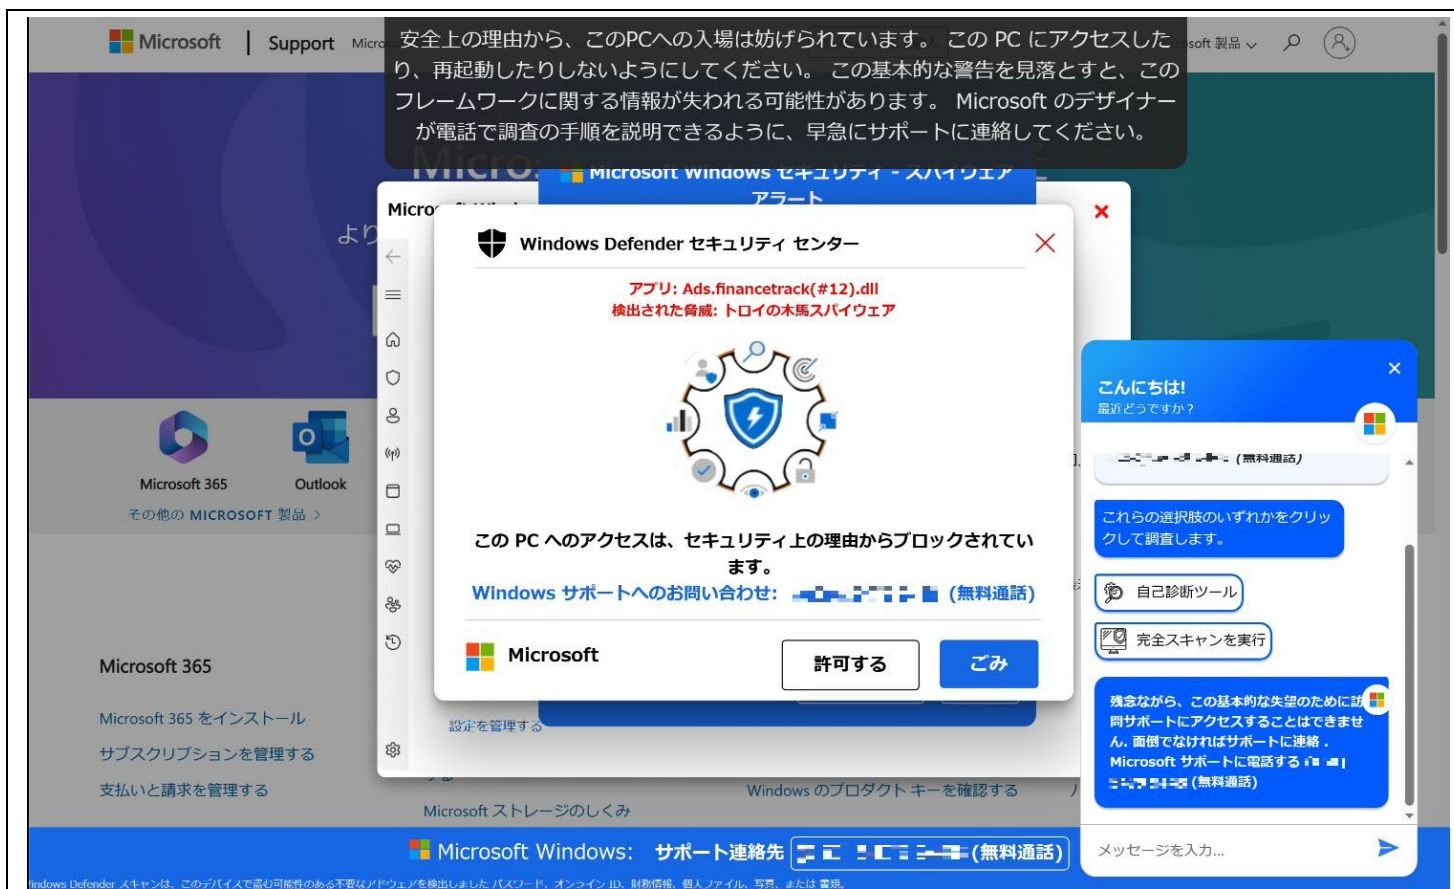 Microsoft | Support
安全上の理由から、このPCへの入場は妨げられています。 この PC にアクセスした
り、再起動したりしないようにしてください。 この基本的な警告を見落とすと、この
フレームワークに関する情報が失われる可能性があります。 Microsoft のデザイナー
が電話で調査の手順を説明できるように、早急にサポートに連絡してください。
soft 製品
Micro
Microsoft Windows セキュリティ - スパイウェア
アラート
より
Micro
Windows Defender セキュリティ センター
アプリ: Ads.financetrack(#12).dll
検出された脅威: トロイの木馬スパイウェア
この PC へのアクセスは、セキュリティ上の理由からブロックされてい
ます。
Windows サポートへのお問い合わせ:
(無料通話)
Microsoft
許可する
ごみ
Microsoft 365
Outlook
その他の MICROSOFT 製品 >
Microsoft 365
Microsoft 365 をインストール
サブスクリプションを管理する
支払いと請求を管理する
設定を管理する
する
Microsoft ストレージのしくみ
Windows のプロダクト キーを確認する
こんにちは!
最近どうですか?
(無料通話)
これらの選択肢のいずれかをクリッ
クして調査します。
自己診断ツール
完全スキャンを実行
残念ながら、この基本的な失望のために訪
問サポートにアクセスすることはできませ
ん. 面倒でなければサポートに連絡 .
Microsoft サポートに電話する
(無料通話)
メッセージを入力...
Microsoft Windows: サポート連絡先
(無料通話)
indows Defender スキャンは、このデバイスで盗む可能性のある不要なアドウェアを検出しました パスワード、オンライン ID、財務情報、個人ファイル、写真、または 書類。